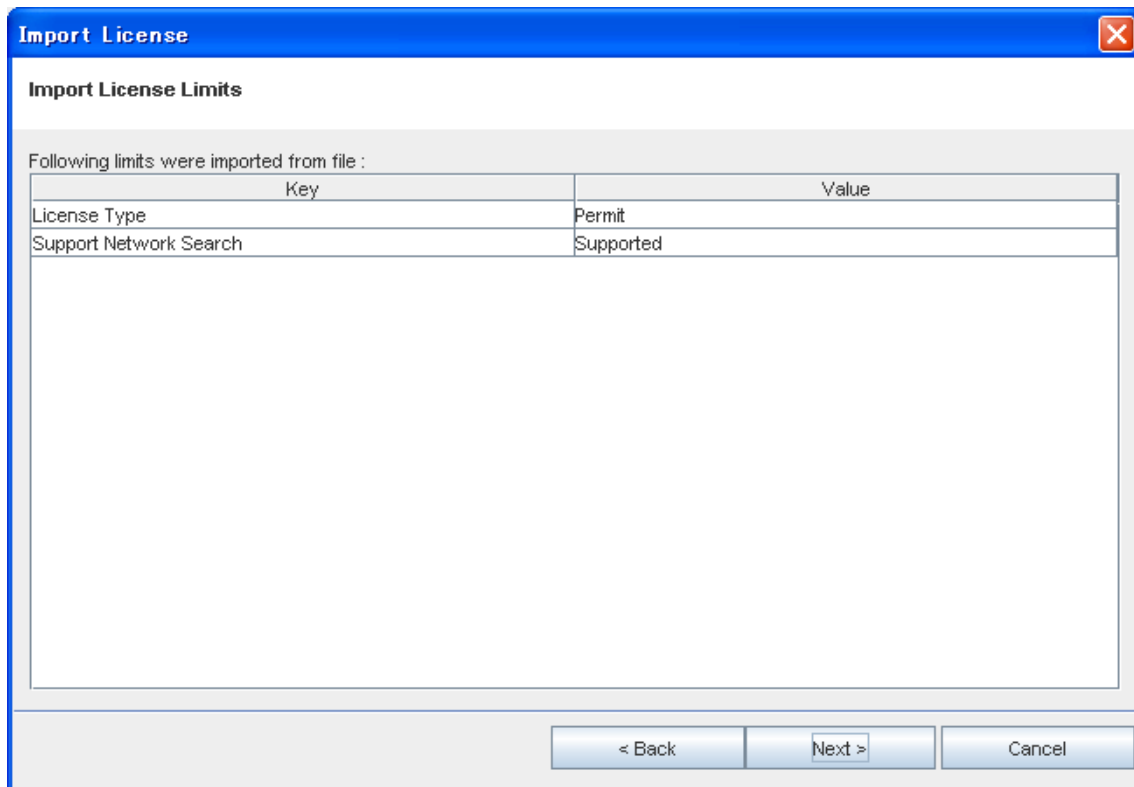 Import License
Import License Limits
Following limits were imported from file :
Key Value
License Type Permit
Support Network Search Supported
< Back Next > Cancel